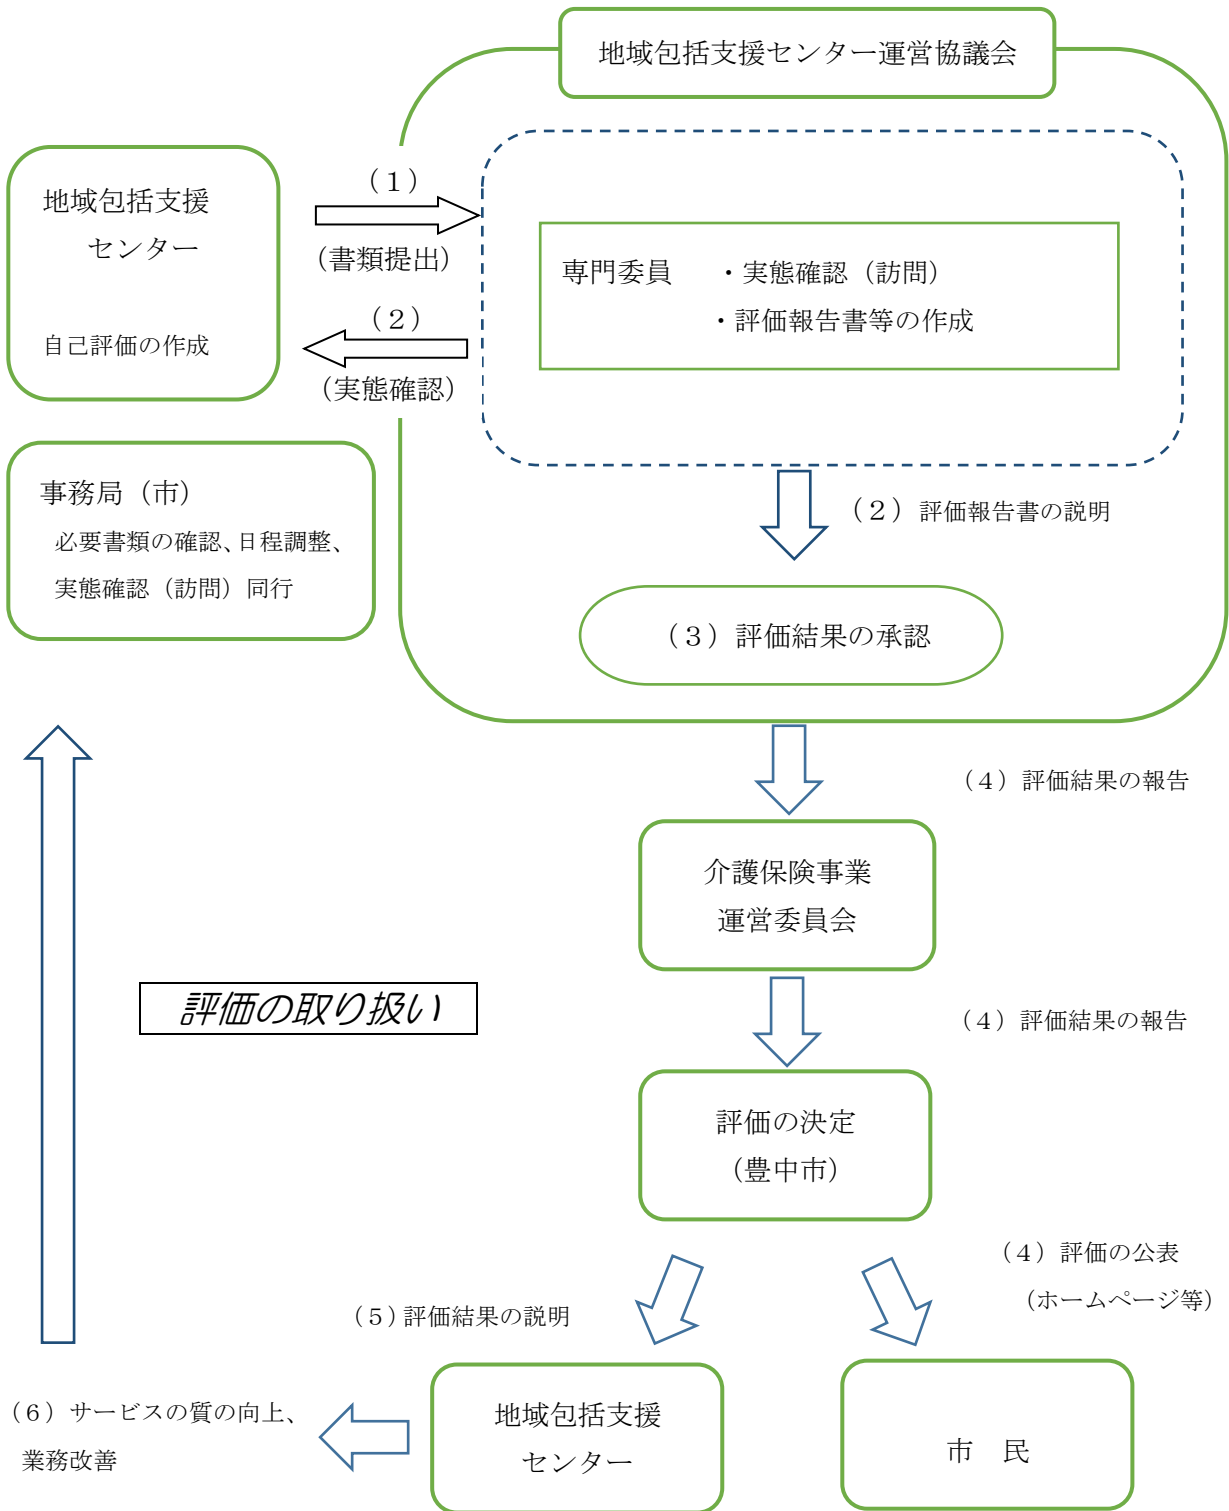 地域包括支援センター運営協議会
地域包括支援
センター
自己評価の作成
（１）
（書類提出）
（２）
（実態確認）
専門委員　・実態確認（訪問）
・評価報告書等の作成
事務局（市）
必要書類の確認、日程調整、
実態確認（訪問）同行
（２）評価報告書の説明
（３）評価結果の承認
（４）評価結果の報告
介護保険事業
運営委員会
評価の取り扱い
（４）評価結果の報告
評価の決定
（豊中市）
（４）評価の公表
（ホームページ等）
（５）評価結果の説明
（６）サービスの質の向上、
業務改善
地域包括支援
センター
市　民